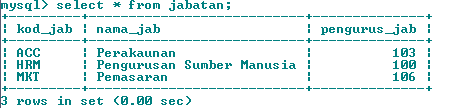 mysql> select * from jabatan;
+---------+--------------------------+--------------+
| kod_jab | nama_jab | pengurus_jab |
+---------+--------------------------+--------------+
| ACC | Perakaunan | 103 |
| HRM | Pengurusan Sumber Manusia | 100 |
| MKT | Pemasaran | 106 |
+---------+--------------------------+--------------+
3 rows in set (0.00 sec)